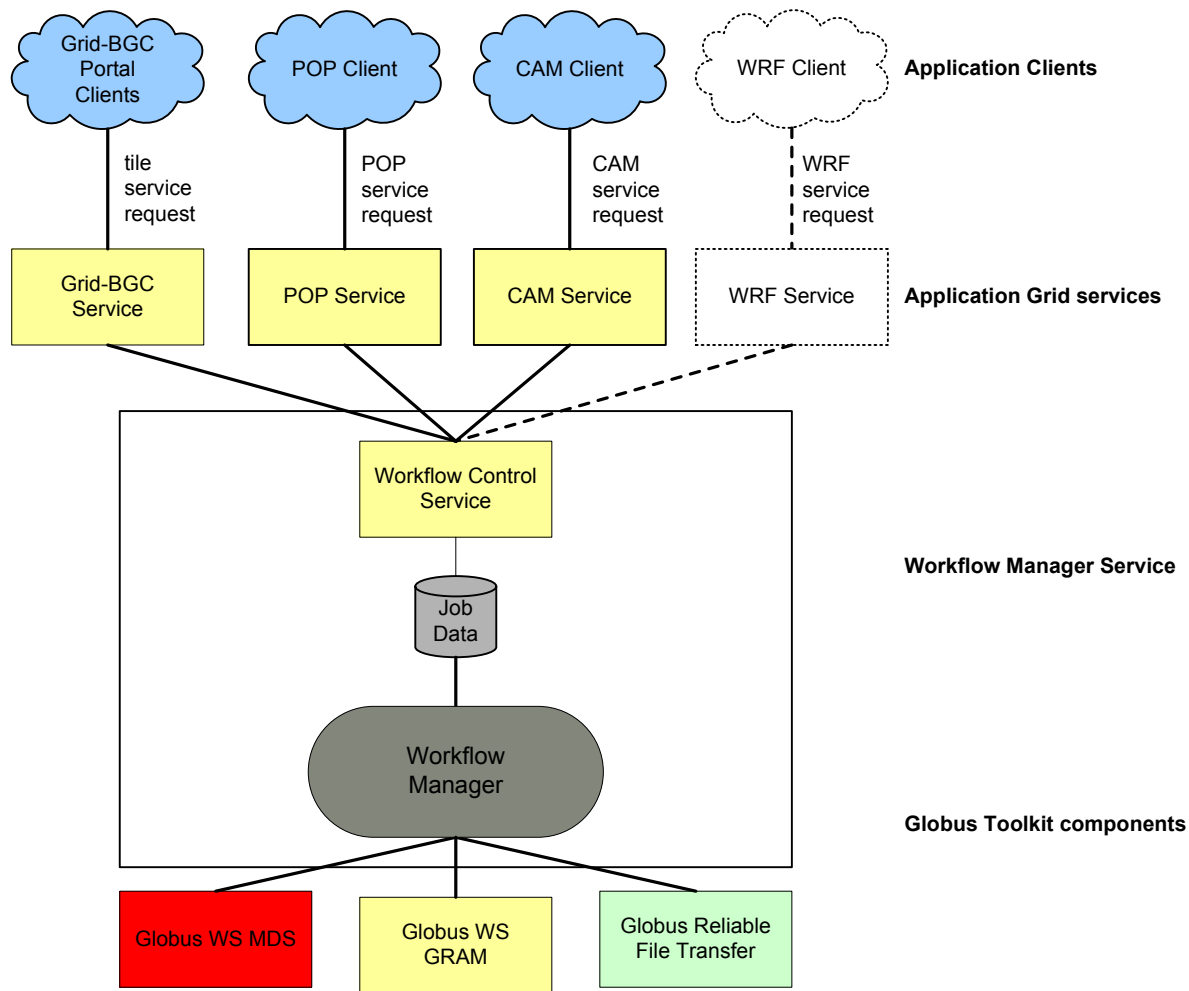 Grid-BGC
Portal
Clients
POP Client
CAM Client
WRF Client
Application Clients
tile
service
request
POP
service
request
CAM
service
request
WRF
service
request
Grid-BGC
Service
POP Service
CAM Service
WRF Service
Application Grid services
Workflow Control
Service
Workflow Manager Service
Job
Data
Workflow
Manager
Globus Toolkit components
Globus WS MDS
Globus WS
GRAM
Globus Reliable
File Transfer